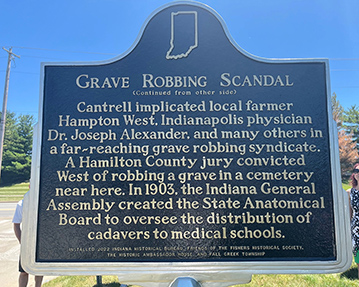 GRAVE ROBBING SCANDAL
(Continued from other side)
Cantrell implicated local farmer
Hampton West, Indianapolis physician
Dr. Joseph Alexander, and many others in
a far-reaching grave robbing syndicate.
A Hamilton County jury convicted
West of robbing a grave in a cemetery
near here. In 1903, the Indiana General
Assembly created the State Anatomical
Board to oversee the distribution of
cadavers to medical schools.
INSTALLED 2022 INDIANA HISTORICAL BUREAU, FRIENDS OF THE FISHERS HISTORICAL SOCIETY,
THE HISTORIC AMBASSADOR HOUSE, AND FALL CREEK TOWNSHIP